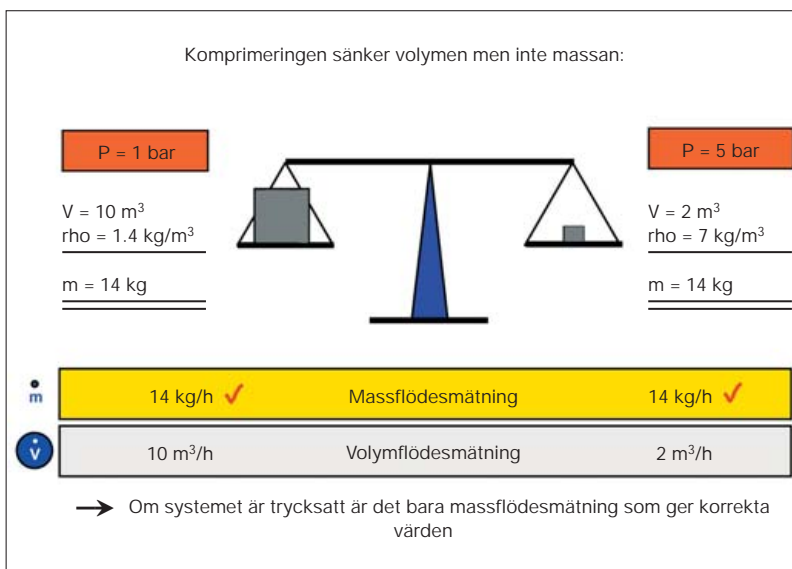 Komprimeringen sänker volymen men inte massan:
P = 1 bar
P = 5 bar
V = 10 m³
rho = 1.4 kg/m³
m = 14 kg
V = 2 m³
rho = 7 kg/m³
m = 14 kg
ṁ 14 kg/h ✓ Massflödesmätning 14 kg/h ✓
V̇ 10 m³/h Volymflödesmätning 2 m³/h
→ Om systemet är trycksatt är det bara massflödesmätning som ger korrekta
värden